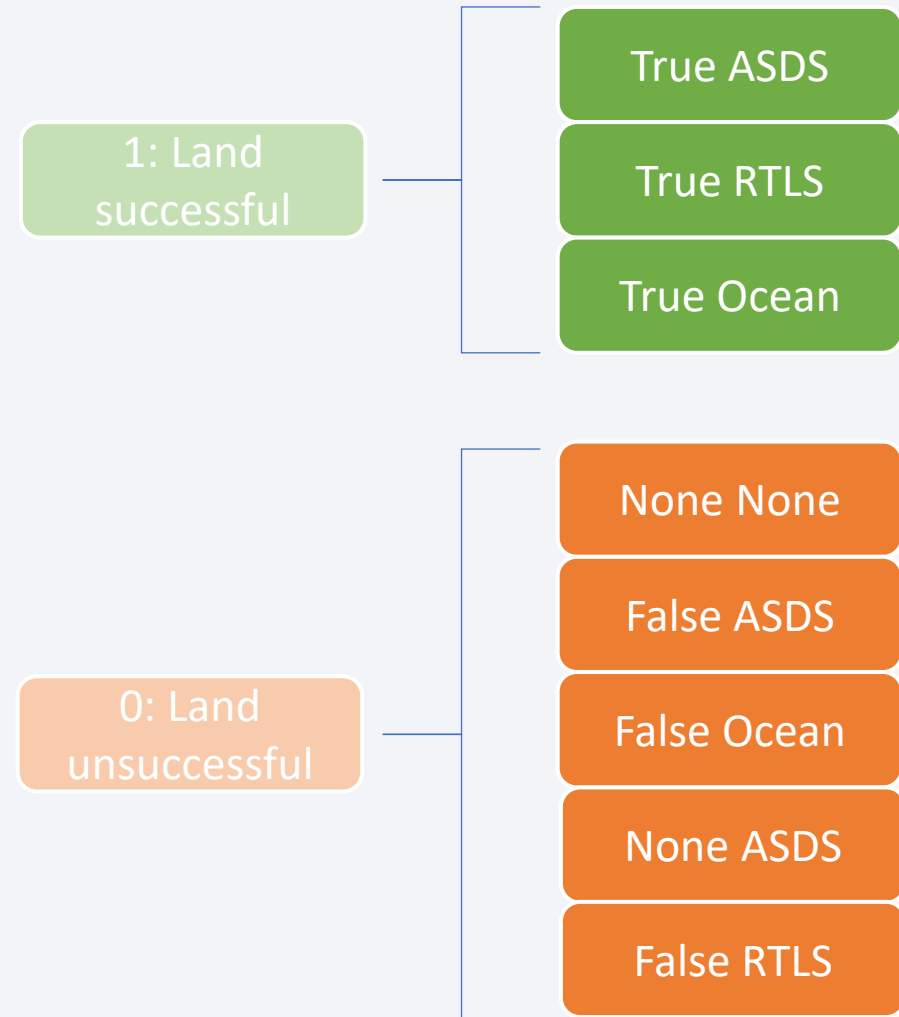 True ASDS
1: Land
successful
True RTLS
True Ocean
None None
False ASDS
0: Land
unsuccessful
False Ocean
None ASDS
False RTLS